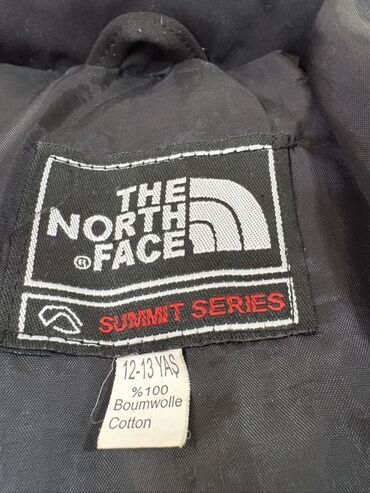 THE
NORTH
® FACE
SUMMIT SERIES
12-13 YAŞ
%100
Boumwolle
Cotton